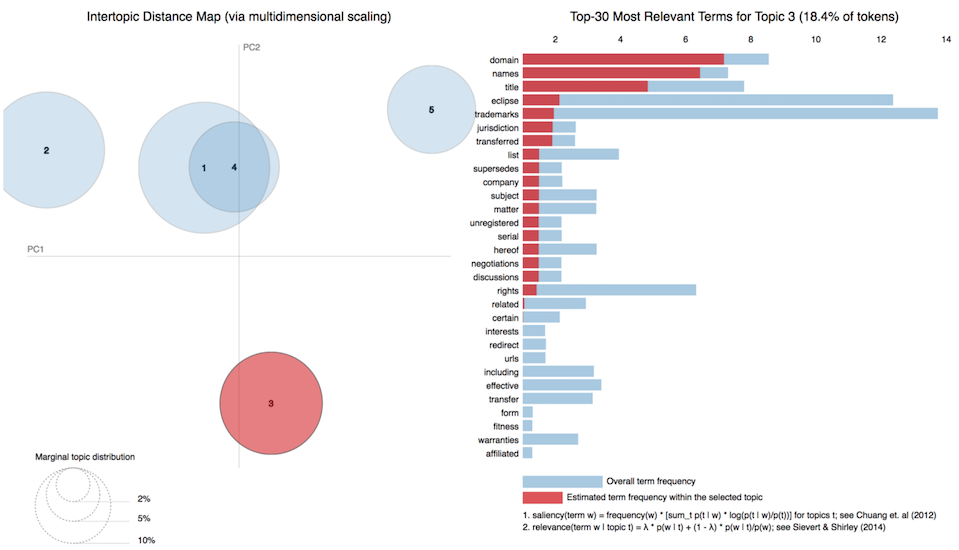 Intertopic Distance Map (via multidimensional scaling)
PC2
5
2
1
4
PC1
3
Marginal topic distribution
2%
5%
10%
Top-30 Most Relevant Terms for Topic 3 (18.4% of tokens)
2 4 6 8 10 12 14
domain
names
title
eclipse
trademarks
jurisdiction
transferred
list
supersedes
company
subject
matter
unregistered
serial
hereof
negotiations
discussions
rights
related
certain
interests
redirect
urls
including
effective
transfer
form
fitness
warranties
affiliated
Overall term frequency
Estimated term frequency within the selected topic
1. saliency(term w) = frequency(w) * [sum_t p(t | w) * log(p(t | w)/p(t))] for topics t; see Chuang et. al (2012)
2. relevance(term w | topic t) = λ * p(w | t) + (1 - λ) * p(w | t)/p(w); see Sievert & Shirley (2014)